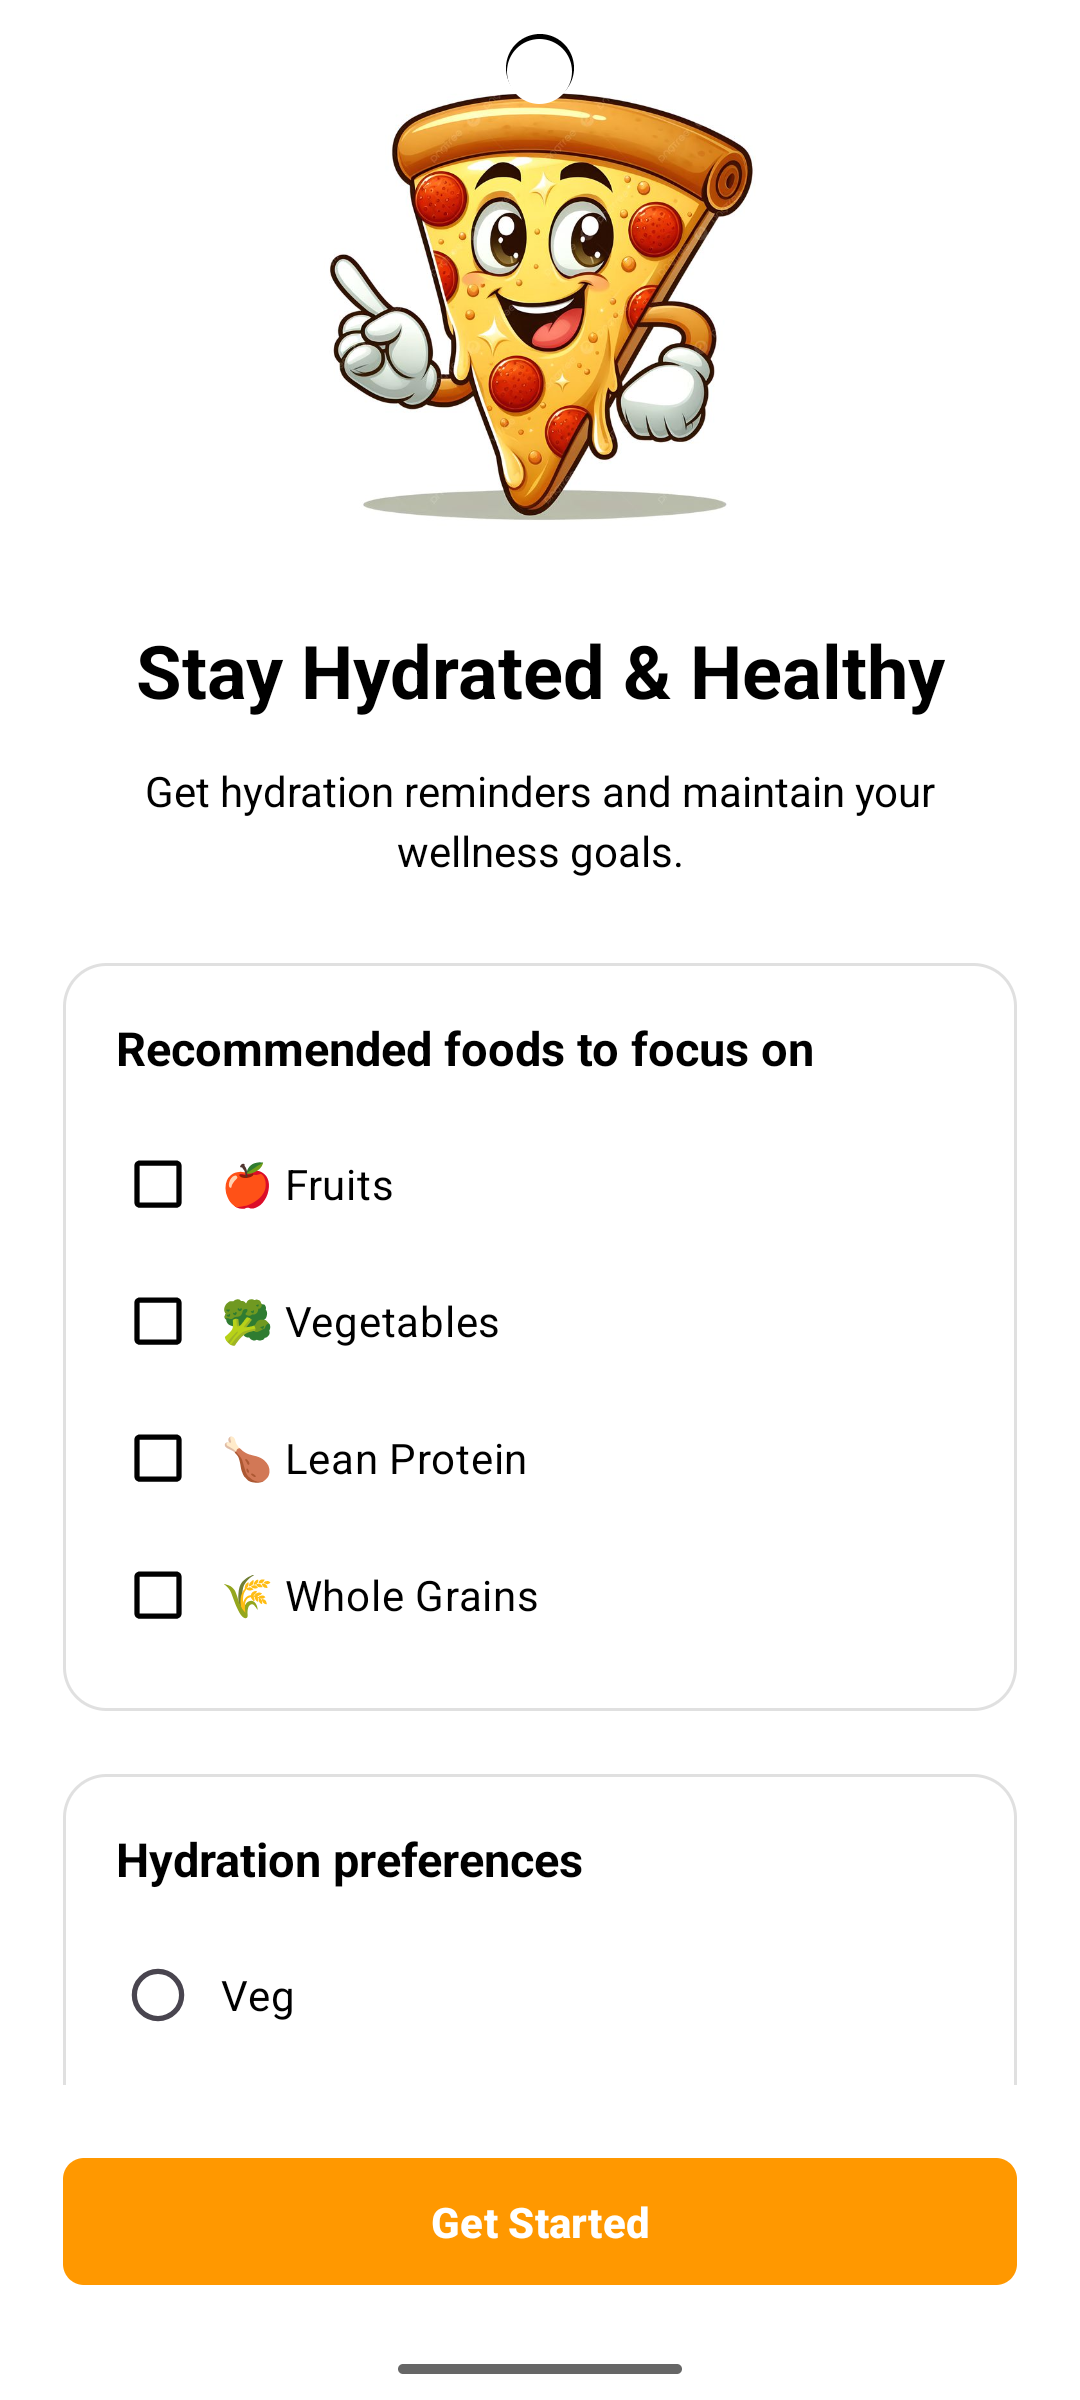 Stay Hydrated & Healthy
Get hydration reminders and maintain your
wellness goals.
Recommended foods to focus on
🍎 Fruits
🥦 Vegetables
🍗 Lean Protein
🌾 Whole Grains
Hydration preferences
Veg
Get Started